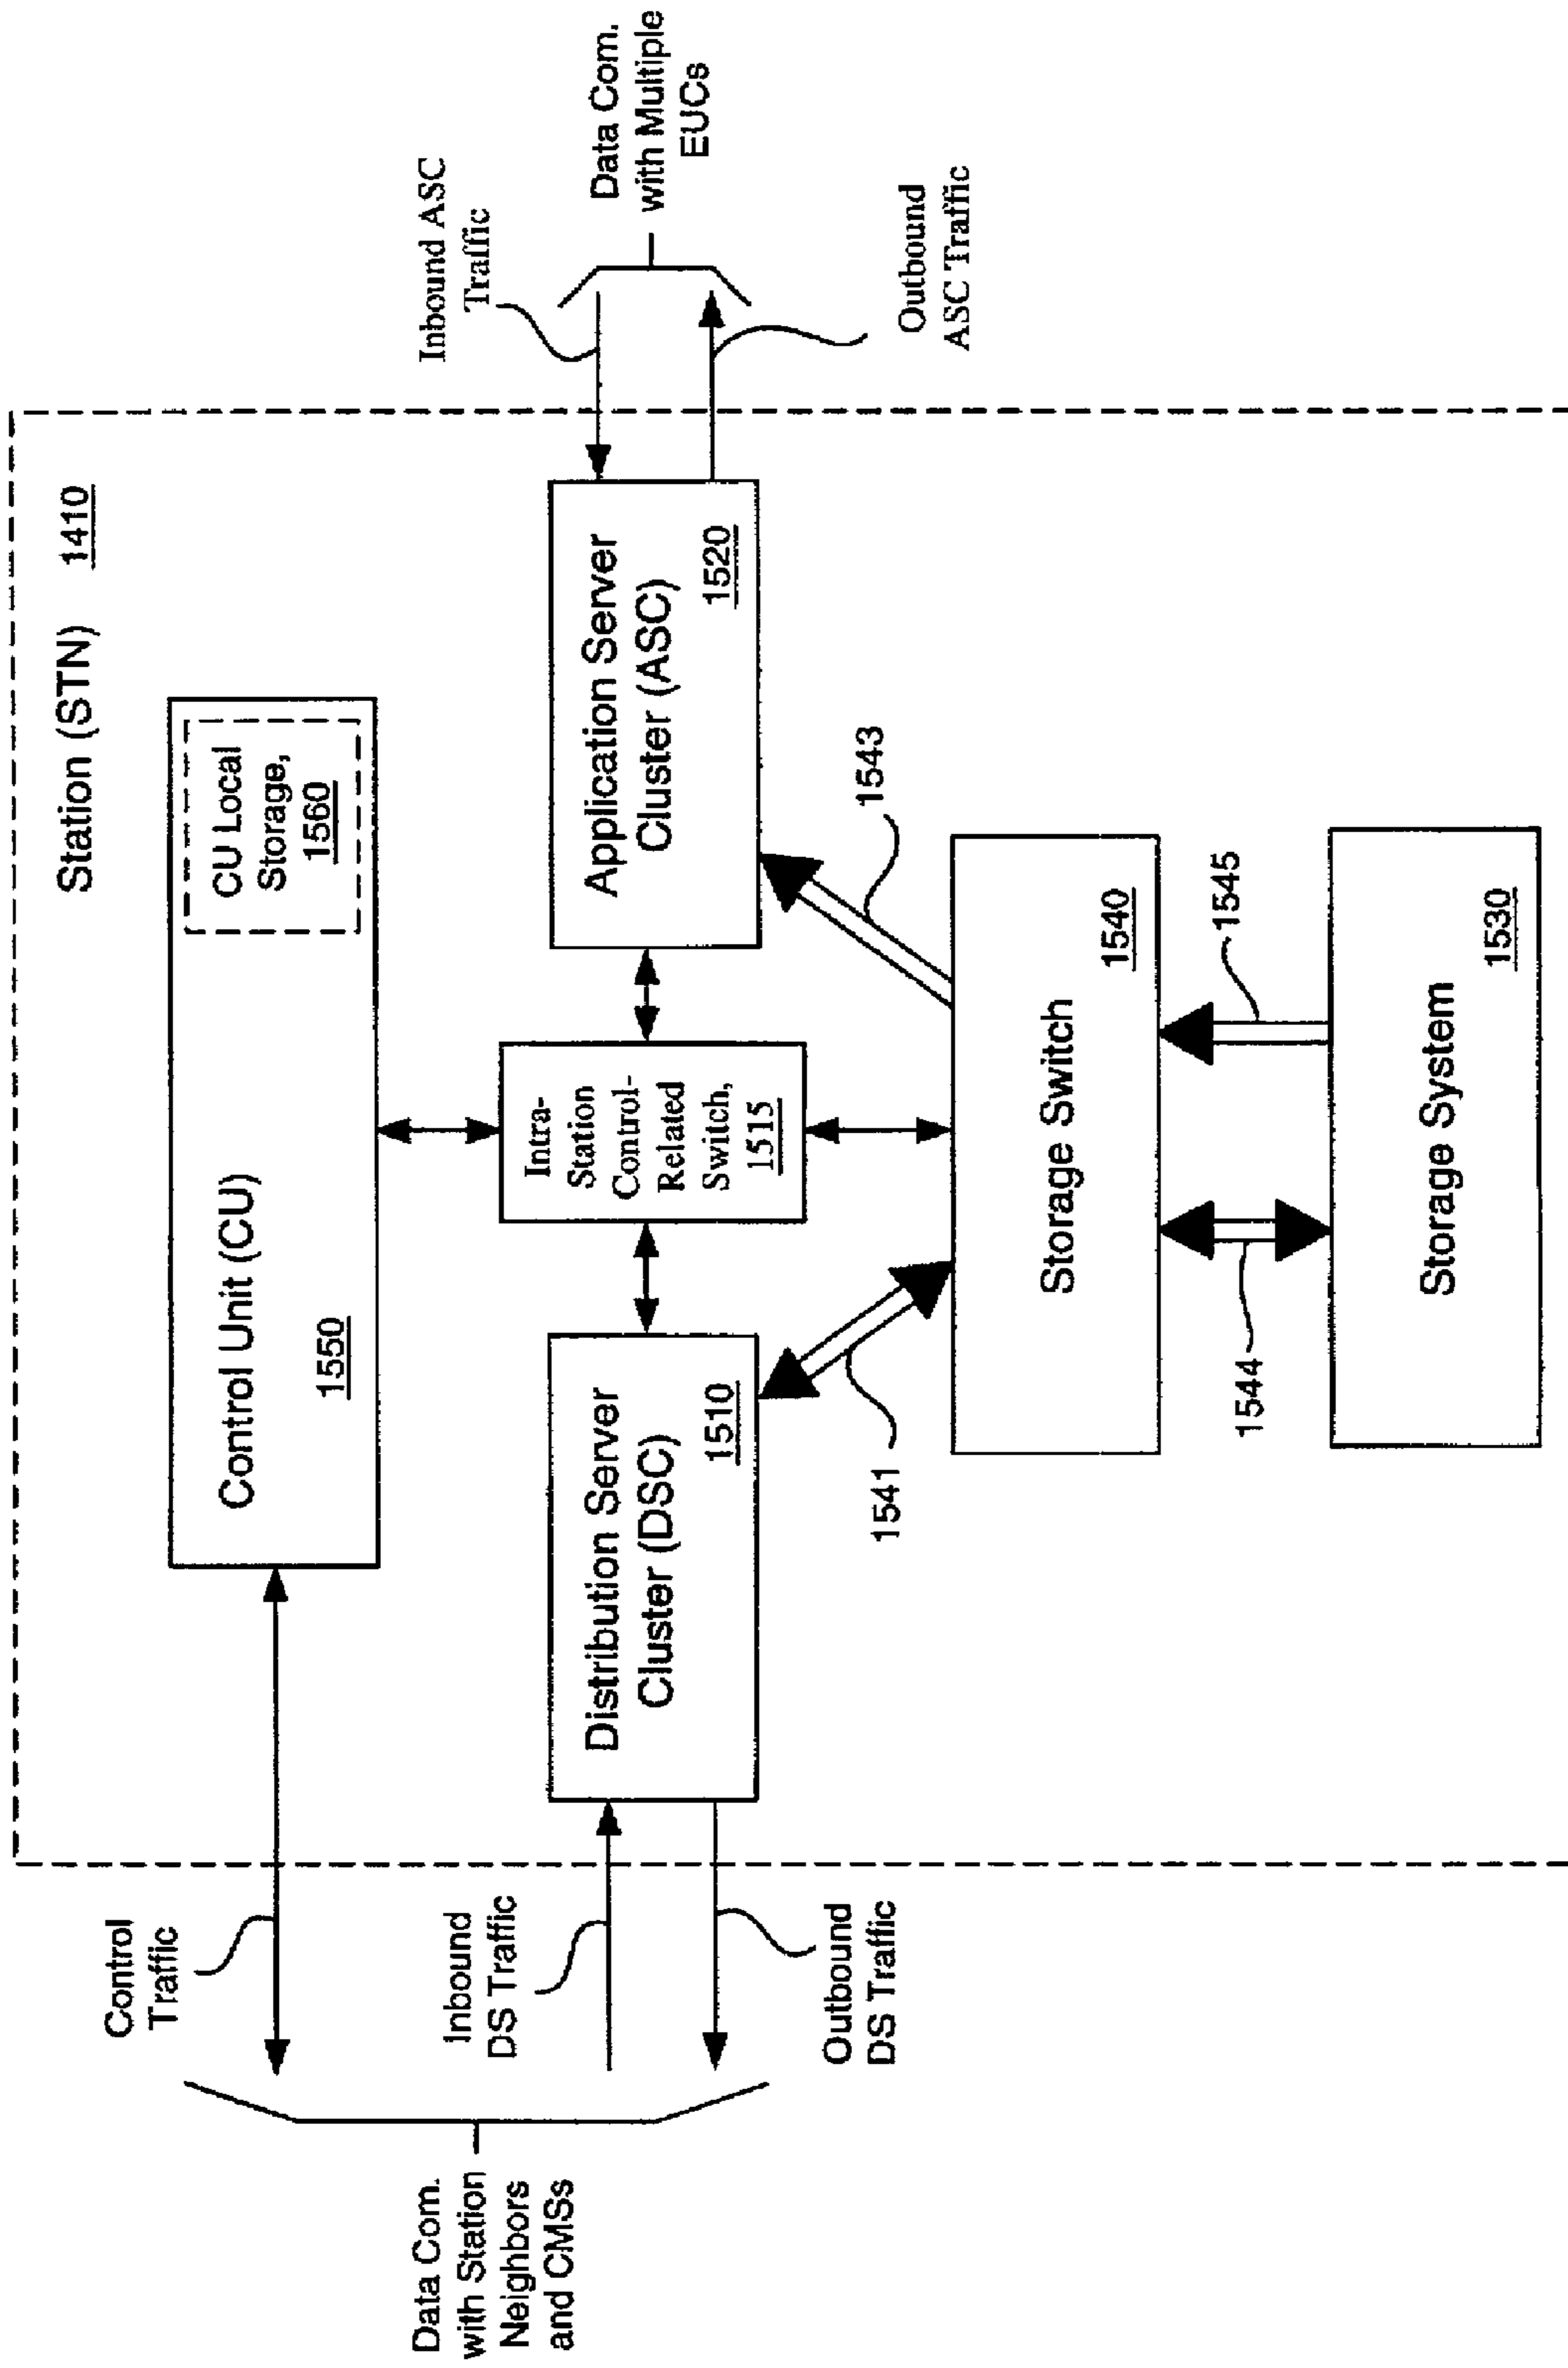 Station (STN) 1410
Control
Traffic
Control Unit (CU)
1550
CU Local
Storage,
1560
Data Com.
with Station
Neighbors
and CMSs
Inbound
DS Traffic
Outbound
DS Traffic
Distribution Server
Cluster (DSC)
1510
Intra-
Station
Control-
Related
Switch,
1515
Application Server
Cluster (ASC)
1520
Inbound ASC
Traffic
Data Com.
with Multiple
EUCs
Outbound
ASC Traffic
1541
1543
Storage Switch
1540
1544
1545
Storage System
1530